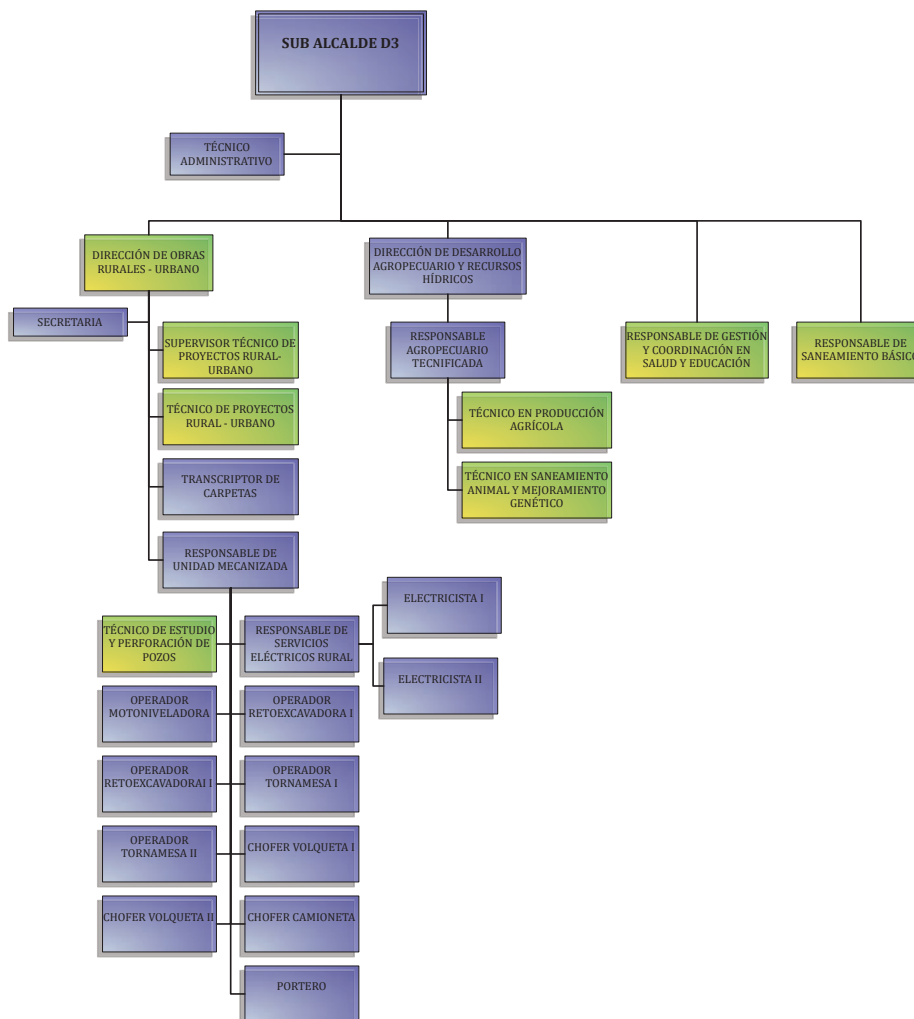 SUB ALCALDE D3
TÉCNICO
ADMINISTRATIVO
DIRECCIÓN DE OBRAS
RURALES - URBANO
DIRECCIÓN DE DESARROLLO
AGROPECUARIO Y RECURSOS
HÍDRICOS
SECRETARIA
SUPERVISOR TÉCNICO DE
PROYECTOS RURAL-
URBANO
RESPONSABLE
AGROPECUARIO
TECNIFICADA
RESPONSABLE DE GESTIÓN
Y COORDINACIÓN EN
SALUD Y EDUCACIÓN
RESPONSABLE DE
SANEAMIENTO BÁSICO
TÉCNICO DE PROYECTOS
RURAL - URBANO
TÉCNICO EN PRODUCCIÓN
AGRÍCOLA
TRANSCRIPTOR DE
CARPETAS
TÉCNICO EN SANEAMIENTO
ANIMAL Y MEJORAMIENTO
GENÉTICO
RESPONSABLE DE
UNIDAD MECANIZADA
TÉCNICO DE ESTUDIO
Y PERFORACIÓN DE
POZOS
RESPONSABLE DE
SERVICIOS
ELÉCTRICOS RURAL
ELECTRICISTA I
ELECTRICISTA II
OPERADOR
MOTONIVELADORA
OPERADOR
RETOEXCAVADORA I
OPERADOR
RETOEXCAVADORAI I
OPERADOR
TORNAMESA I
OPERADOR
TORNAMESA II
CHOFER VOLQUETA I
CHOFER VOLQUETA II
CHOFER CAMIONETA
PORTERO